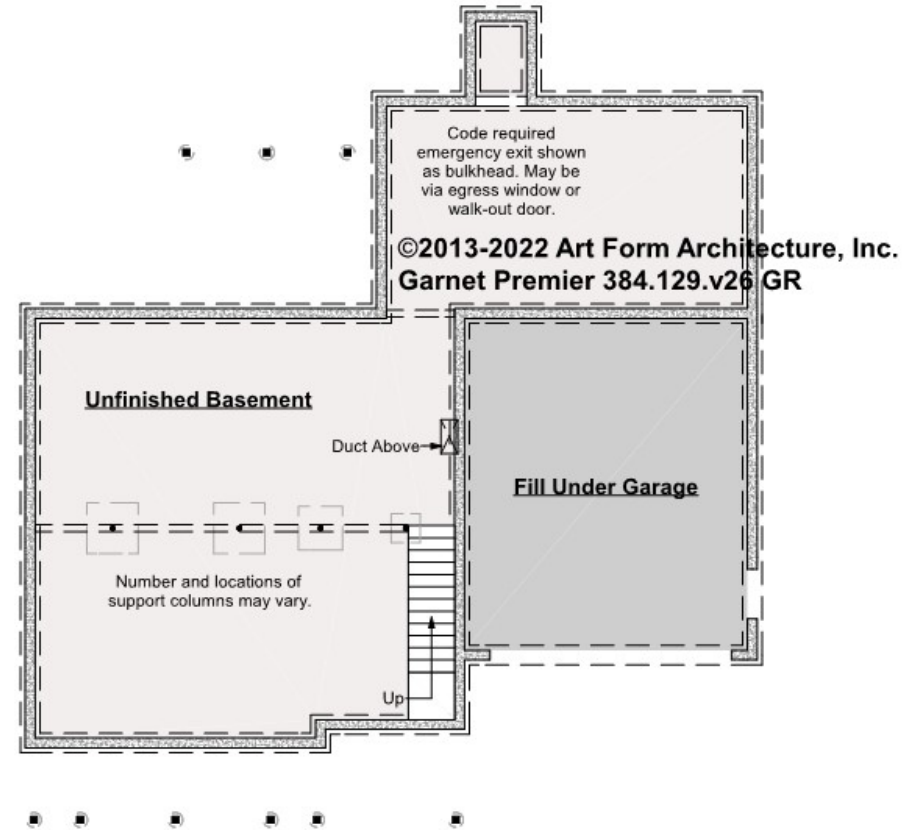 Code required
emergency exit shown
as bulkhead. May be
via egress window or
walk-out door.
©2013-2022 Art Form Architecture, Inc.
Garnet Premier 384.129.v26 GR
Unfinished Basement
Duct Above
Fill Under Garage
Number and locations of
support columns may vary.
Up